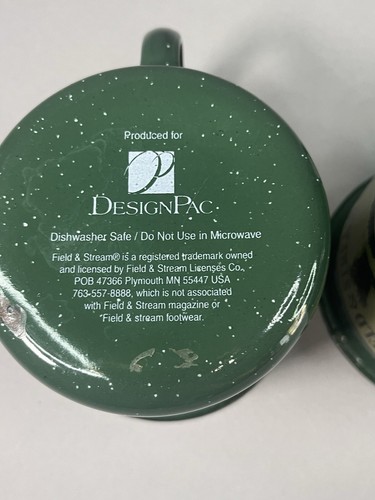 Produced for
DESIGNPAC
Dishwasher Safe / Do Not Use in Microwave
Field & Stream® is a registered trademark owned
and licensed by Field & Stream Licenses Co.
POB 47366 Plymouth MN 55447 USA
763-557-8888, which is not associated
with Field & Stream magazine or
Field & stream footwear.